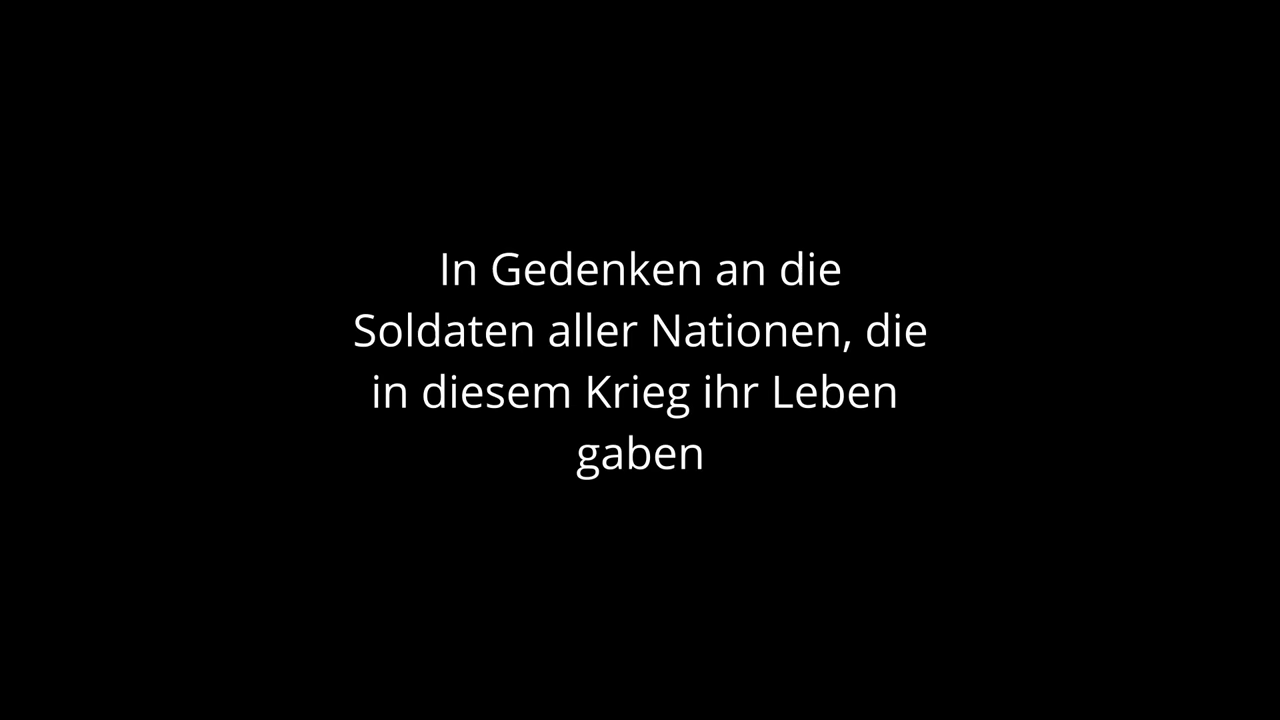 In Gedenken an die
Soldaten aller Nationen, die
in diesem Krieg ihr Leben
gaben